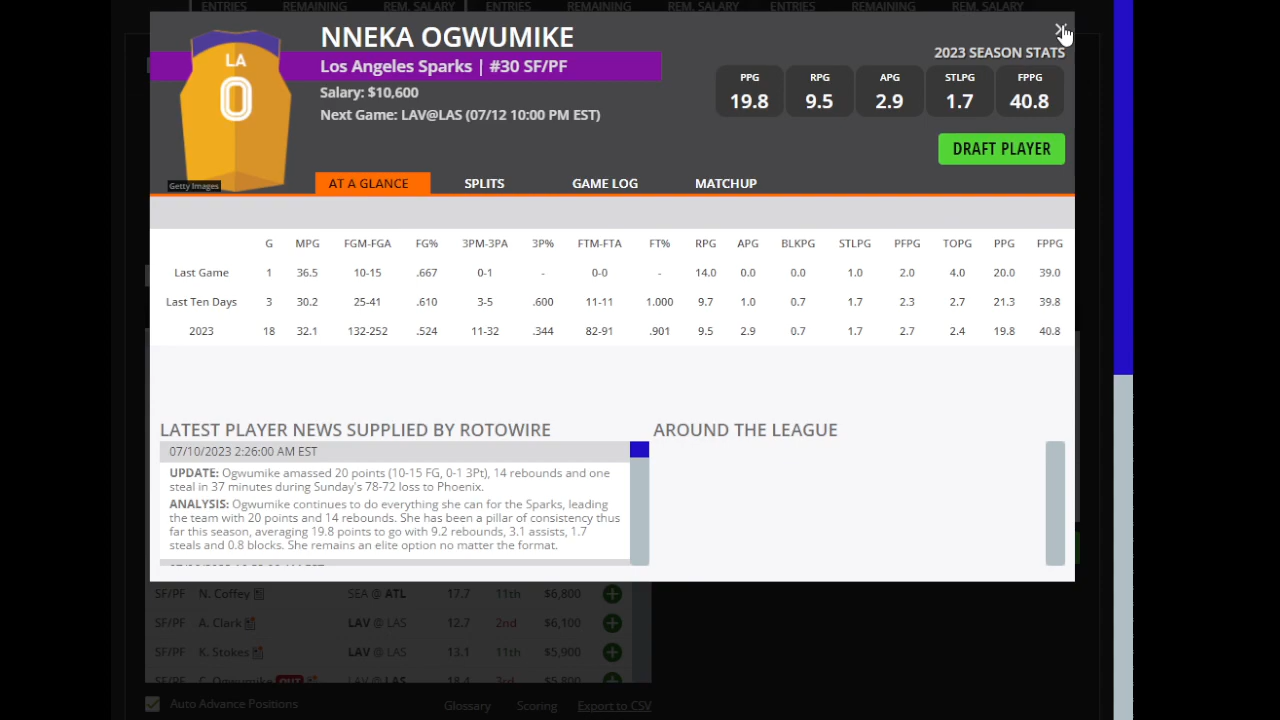 ENTRIES REMAINING REM. SALARY ENTRIES REMAINING REM. SALARY ENTRIES REMAINING REM. SALARY
NNEKA OGWUMIKE
Los Angeles Sparks | #30 SF/PF
Salary: $10,600
Next Game: LAV@LAS (07/12 10:00 PM EST)
LA
0
Getty Images
2023 SEASON STATS
PPG RPG APG STLPG FPPG
19.8 9.5 2.9 1.7 40.8
DRAFT PLAYER
AT A GLANCE SPLITS GAME LOG MATCHUP
G MPG FGM-FGA FG% 3PM-3PA 3P% FTM-FTA FT% RPG APG BLKPG STLPG PFPG TOPG PPG FPPG
Last Game 1 36.5 10-15 .667 0-1 - 0-0 - 14.0 0.0 0.0 1.0 2.0 4.0 20.0 39.0
Last Ten Days 3 30.2 25-41 .610 3-5 .600 11-11 1.000 9.7 1.0 0.7 1.7 2.3 2.7 21.3 39.8
2023 18 32.1 132-252 .524 11-32 .344 82-91 .901 9.5 2.9 0.7 1.7 2.7 2.4 19.8 40.8
LATEST PLAYER NEWS SUPPLIED BY ROTOWIRE
07/10/2023 2:26:00 AM EST
UPDATE: Ogwumike amassed 20 points (10-15 FG, 0-1 3Pt), 14 rebounds and one
steal in 37 minutes during Sunday's 78-72 loss to Phoenix.
ANALYSIS: Ogwumike continues to do everything she can for the Sparks, leading
the team with 20 points and 14 rebounds. She has been a pillar of consistency thus
far this season, averaging 19.8 points to go with 9.2 rebounds, 3.1 assists, 1.7
steals and 0.8 blocks. She remains an elite option no matter the format.
AROUND THE LEAGUE
SF/PF N. Coffey SEA @ ATL 17.7 11th $6,800
SF/PF A. Clark LAV @ LAS 12.7 2nd $6,100
SF/PF K. Stokes LAV @ LAS 13.1 11th $5,900
SF/PF C. Ogwumike OUT LAV @ LAS 18.4 3rd $5,800
Auto Advance Positions
Glossary Scoring Export to CSV